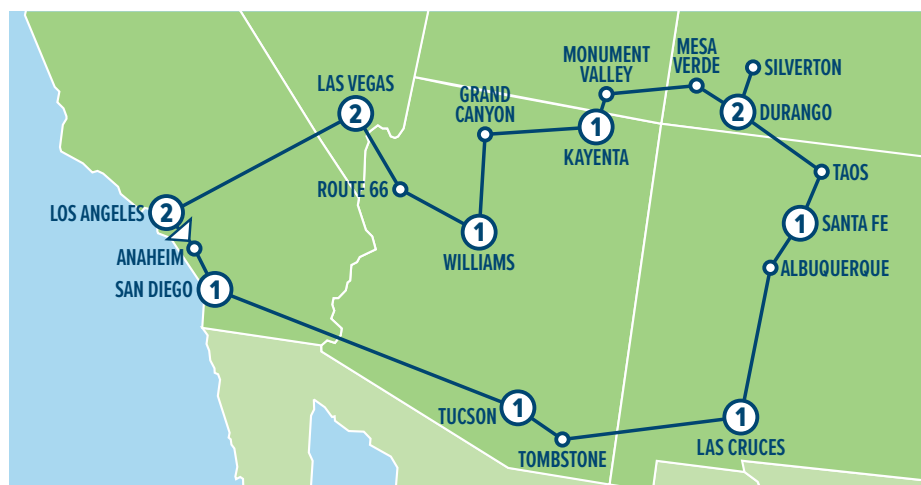 MONUMENT
VALLEY
MESA
VERDE
SILVERTON
LAS VEGAS
2
GRAND
CANYON
2
DURANGO
1
KAYENTA
TAOS
ROUTE 66
LOS ANGELES
2
1
SANTA FE
1
WILLIAMS
ANAHEIM
ALBUQUERQUE
SAN DIEGO
1
TUCSON
1
1
LAS CRUCES
TOMBSTONE